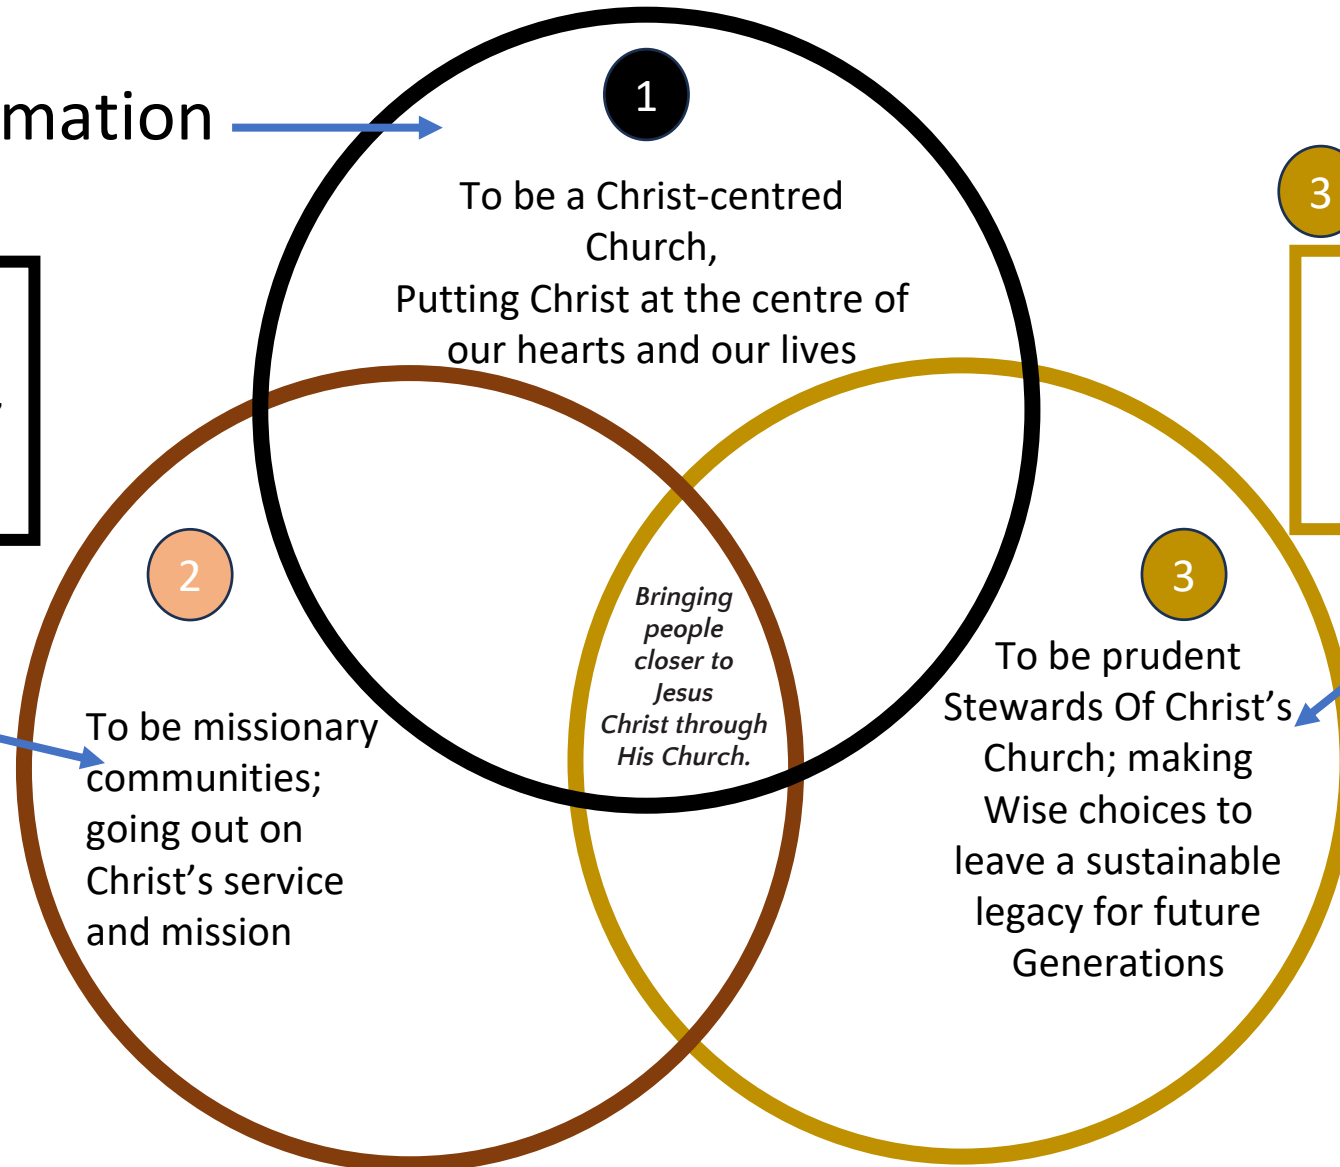 mation
1
To be a Christ-centred
Church,
Putting Christ at the centre of
our hearts and our lives
3
2
To be missionary
communities;
going out on
Christ’s service
and mission
Bringing
people
closer to
Jesus
Christ through
His Church.
3
To be prudent
Stewards Of Christ’s
Church; making
Wise choices to
leave a sustainable
legacy for future
Generations